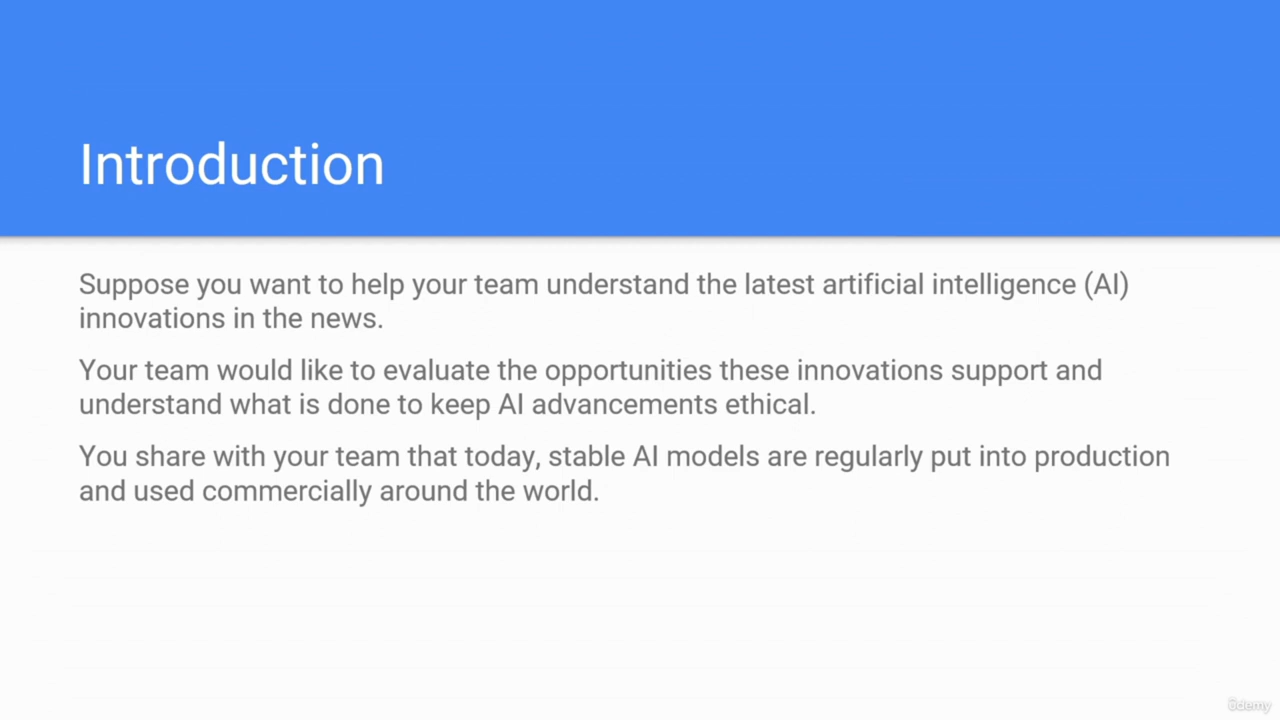 Introduction
Suppose you want to help your team understand the latest artificial intelligence (AI)
innovations in the news.
Your team would like to evaluate the opportunities these innovations support and
understand what is done to keep AI advancements ethical.
You share with your team that today, stable AI models are regularly put into production
and used commercially around the world.
ûdemy